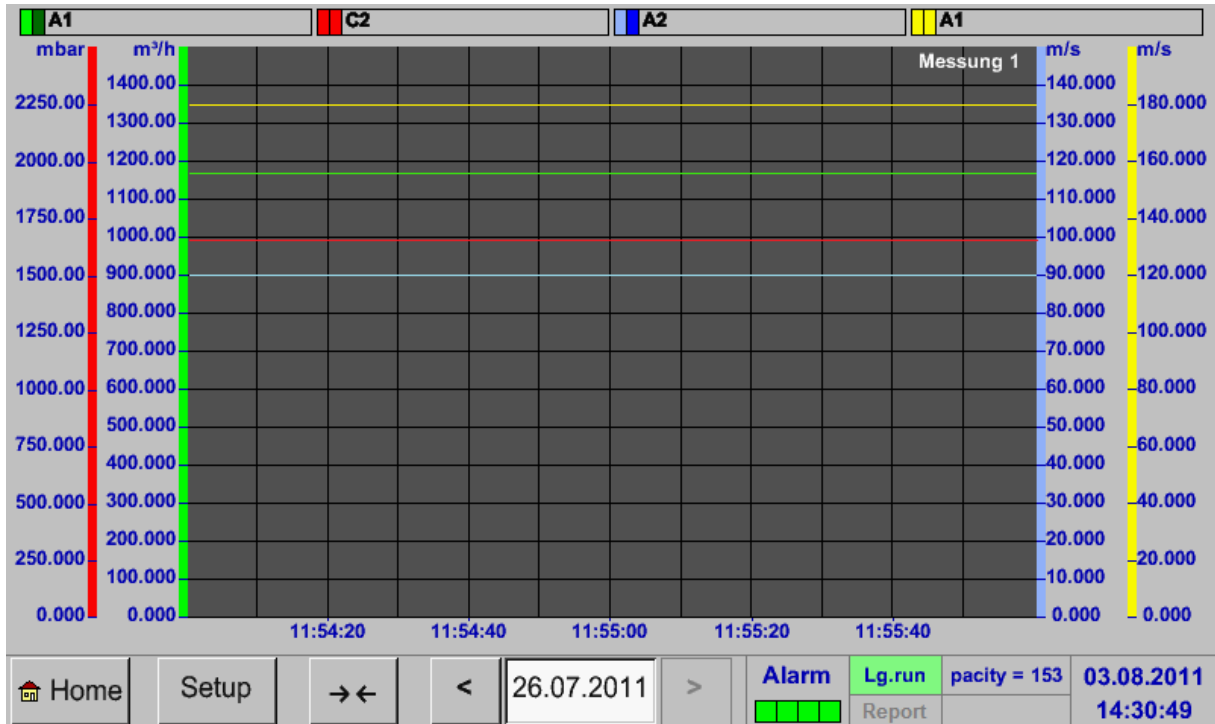 A1 C2 A2 A1
mbar m³/h Messung 1 m/s m/s
1400.00 140.000
2250.00 180.000
1300.00 130.000
2000.00 1200.00 120.000 160.000
1100.00 110.000
1750.00 140.000
1000.00 100.000
1500.00 900.000 90.000 120.000
800.000 80.000
1250.00 100.000
700.000 70.000
1000.00 600.000 60.000 80.000
500.000 50.000
750.000 60.000
400.000 40.000
500.000 300.000 30.000 40.000
200.000 20.000
250.000 20.000
100.000 10.000
0.000 0.000 0.000 0.000
11:54:20 11:54:40 11:55:00 11:55:20 11:55:40
Home Setup →← < 26.07.2011 > Alarm Lg.run pacity = 153 03.08.2011
Report 14:30:49